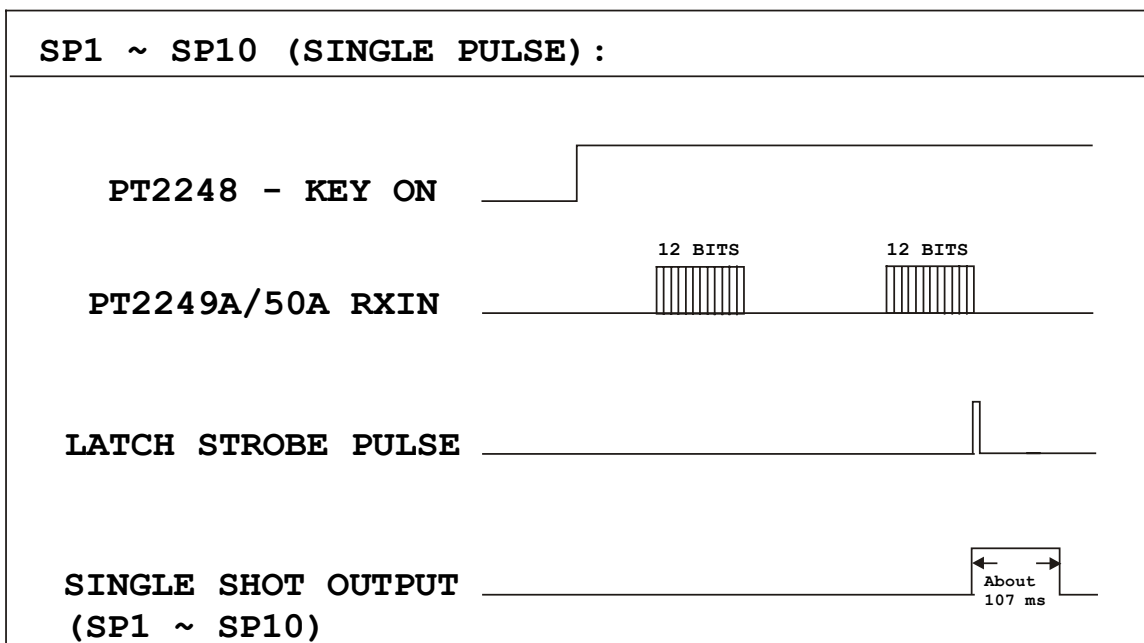 SP1 ~ SP10 (SINGLE PULSE):
PT2248 - KEY ON
12 BITS 12 BITS
PT2249A/50A RXIN
LATCH STROBE PULSE
SINGLE SHOT OUTPUT
(SP1 ~ SP10)
About
107 ms